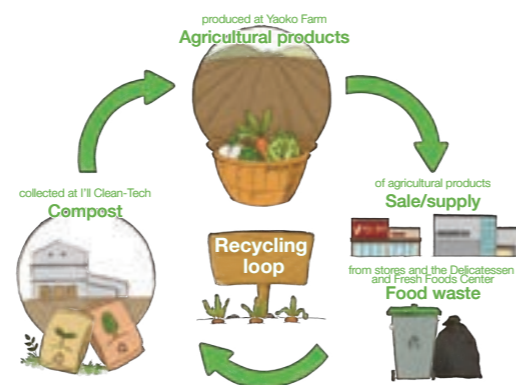 produced at Yaoko Farm
Agricultural products
of agricultural products
Sale/supply
from stores and the Delicatessen
and Fresh Foods Center
Food waste
collected at I'll Clean-Tech
Compost
Recycling
loop